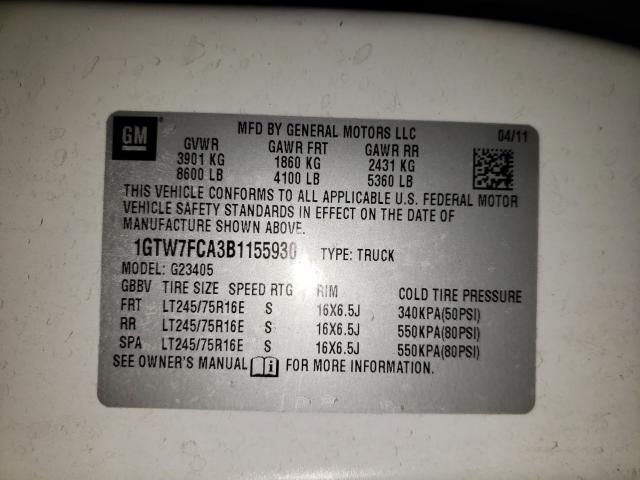 GM
MFD BY GENERAL MOTORS LLC 04/11
GVWR GAWR FRT GAWR RR
3901 KG 1860 KG 2431 KG
8600 LB 4100 LB 5360 LB
THIS VEHICLE CONFORMS TO ALL APPLICABLE U.S. FEDERAL MOTOR
VEHICLE SAFETY STANDARDS IN EFFECT ON THE DATE OF
MANUFACTURE SHOWN ABOVE.
1GTW7FCA3B1155930 TYPE: TRUCK
MODEL: G23405
GBBV TIRE SIZE SPEED RTG RIM COLD TIRE PRESSURE
FRT LT245/75R16E S 16X6.5J 340KPA(50PSI)
RR LT245/75R16E S 16X6.5J 550KPA(80PSI)
SPA LT245/75R16E S 16X6.5J 550KPA(80PSI)
SEE OWNER'S MANUAL i FOR MORE INFORMATION.